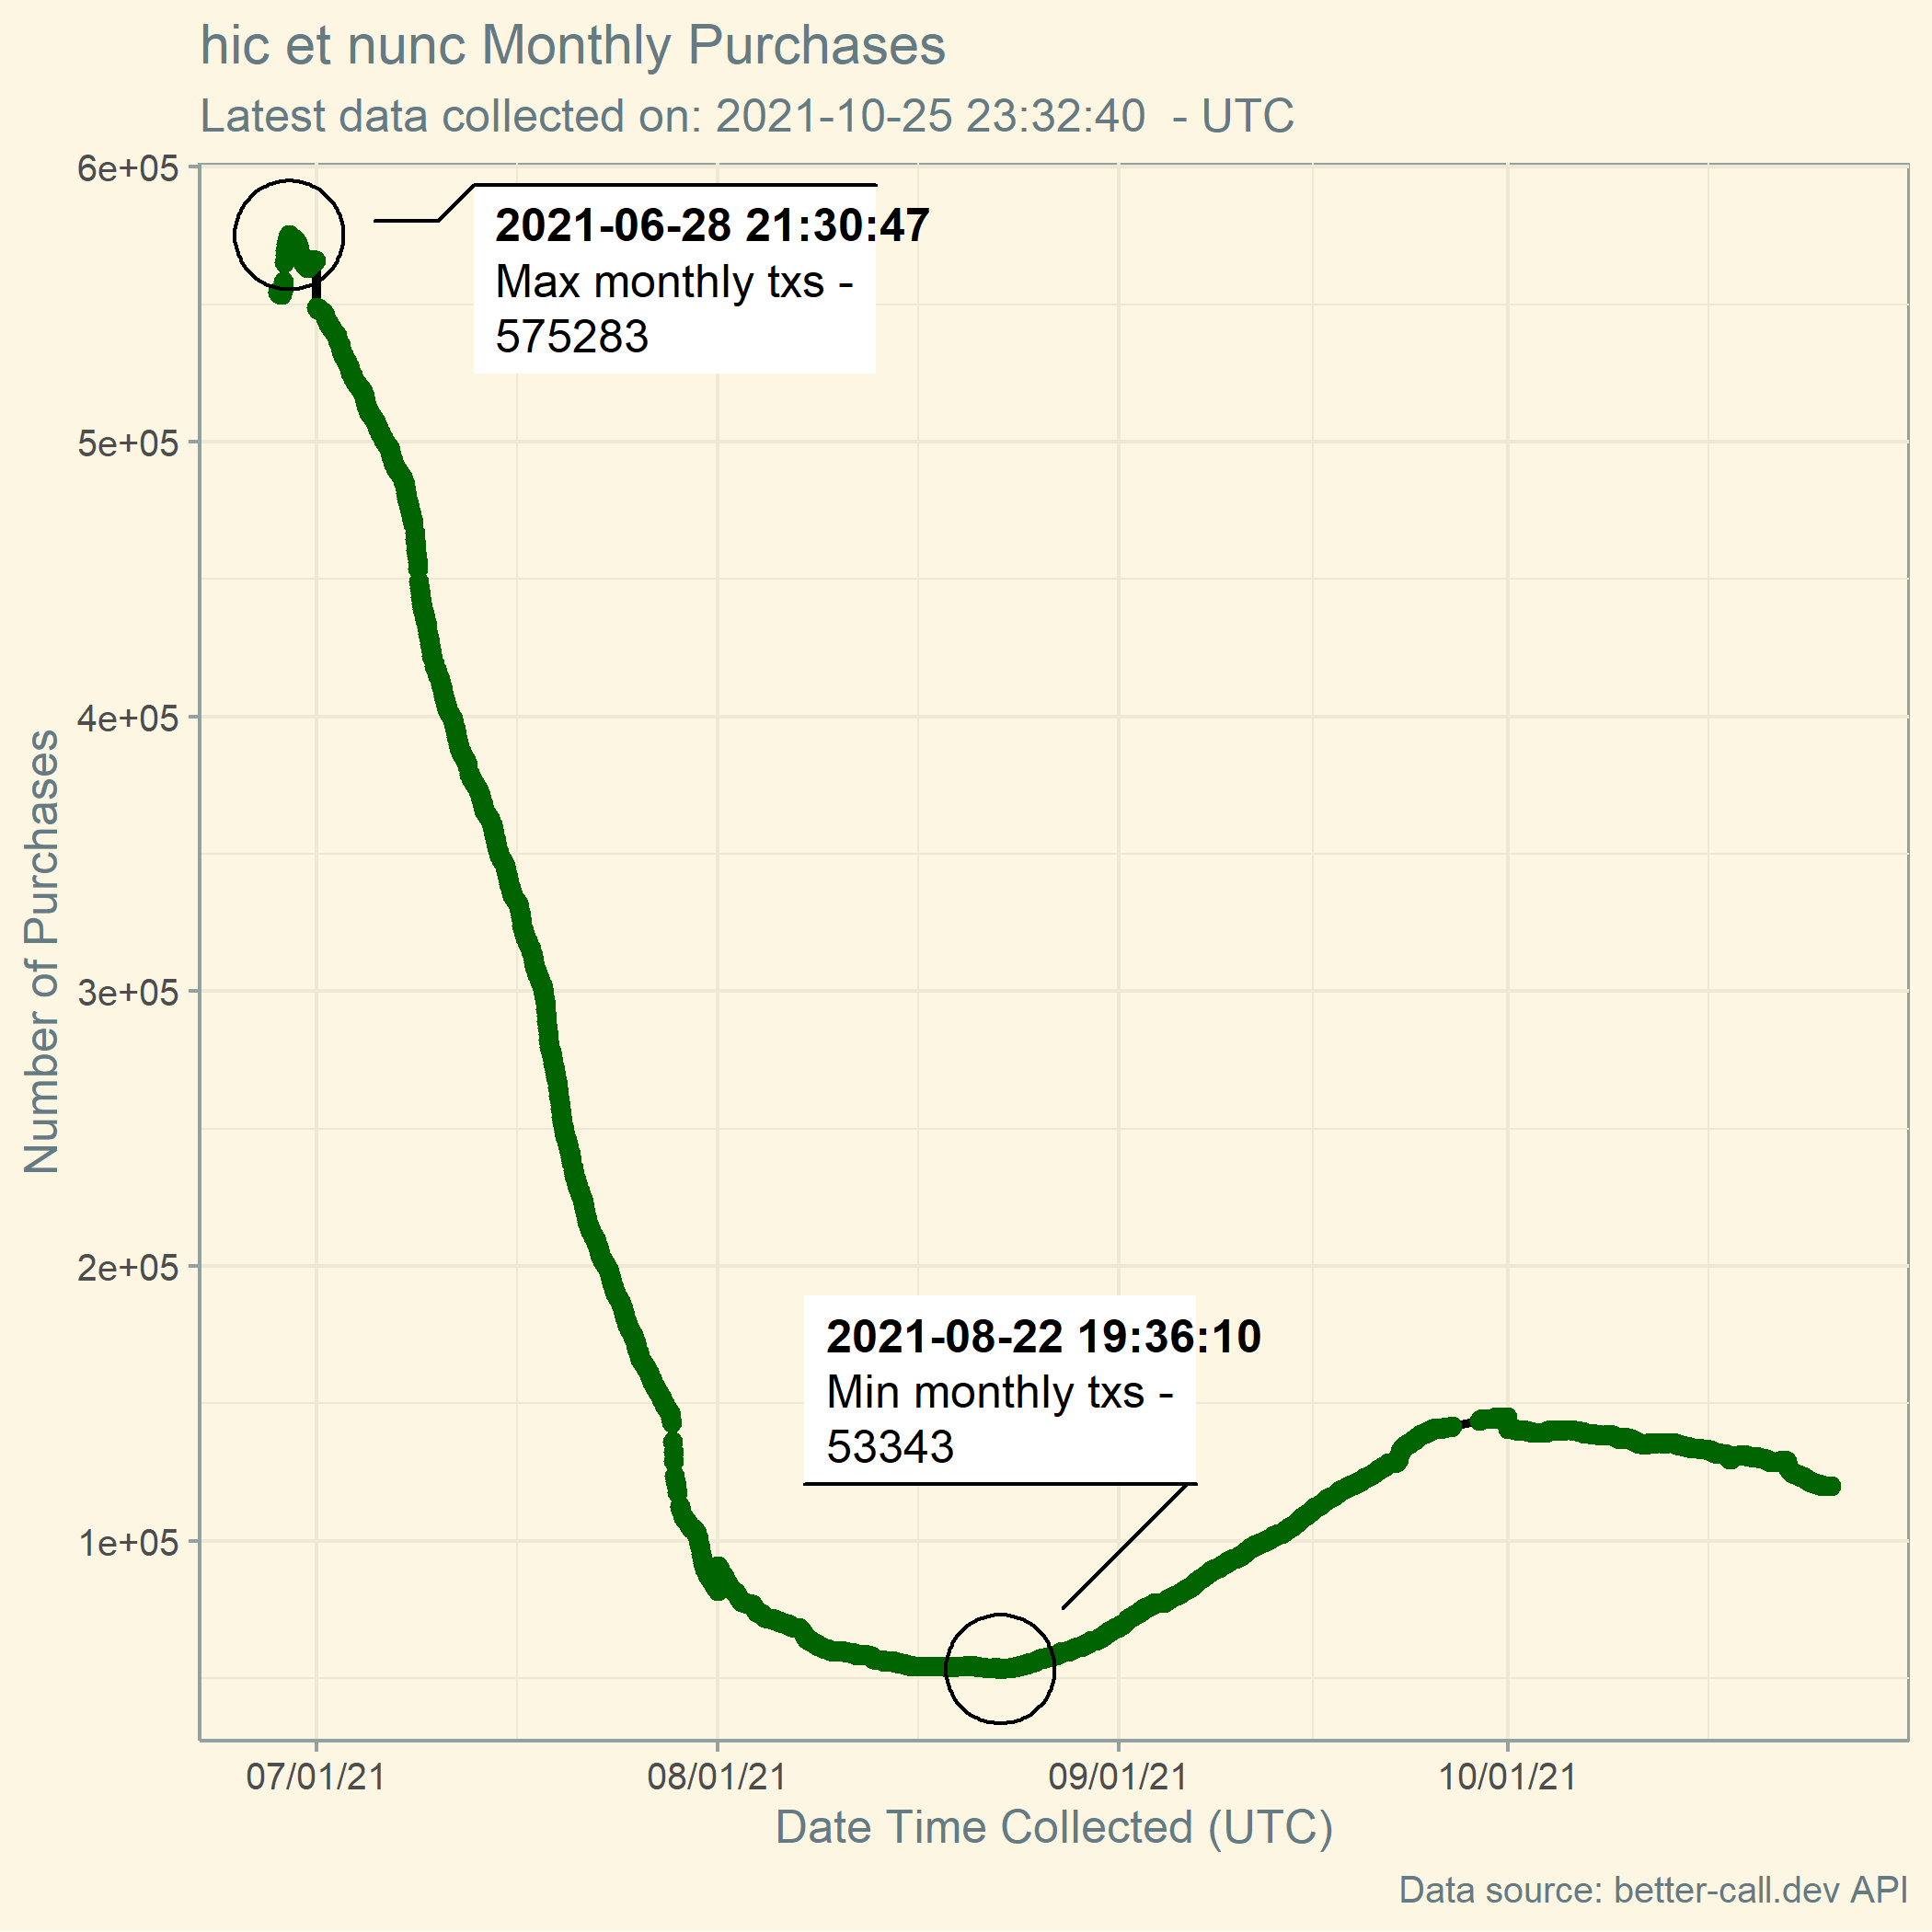 hic et nunc Monthly Purchases
Latest data collected on: 2021-10-25 23:32:40  - UTC
6e+05
5e+05
4e+05
3e+05
2e+05
1e+05
Number of Purchases
2021-06-28 21:30:47
Max monthly txs -
575283
2021-08-22 19:36:10
Min monthly txs -
53343
07/01/21
08/01/21
09/01/21
10/01/21
Date Time Collected (UTC)
Data source: better-call.dev API